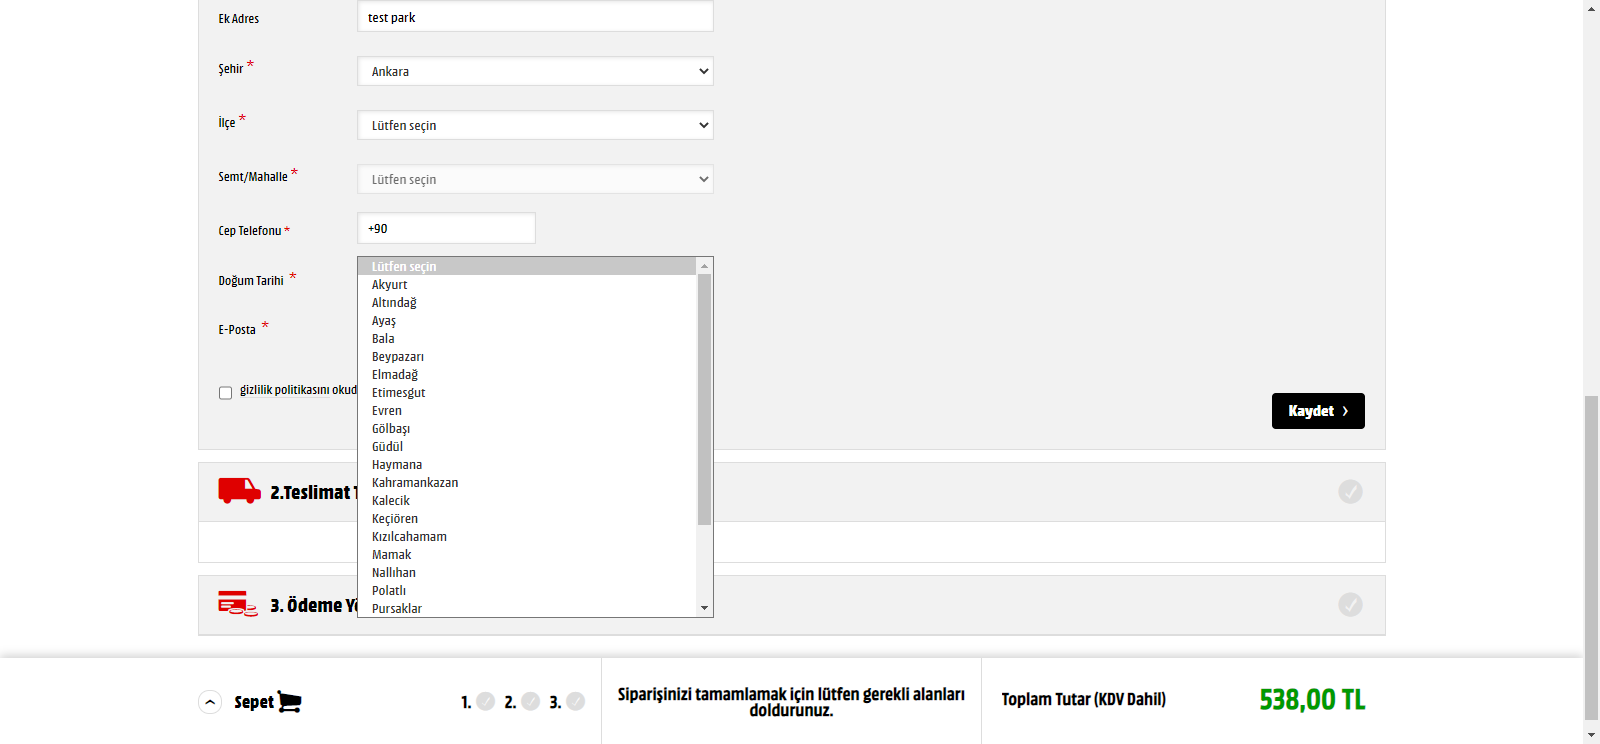 Ek Adres
test park
Şehir *
Ankara
İlçe *
Lütfen seçin
Semt/Mahalle *
Lütfen seçin
Cep Telefonu *
+90
Doğum Tarihi *
E-Posta *
Lütfen seçin
Akyurt
Altındağ
Ayaş
Bala
Beypazarı
Elmadağ
Etimesgut
Evren
Gölbaşı
Güdül
Haymana
Kahramankazan
Kalecik
Keçiören
Kızılcahamam
Mamak
Nallıhan
Polatlı
Pursaklar
gizlilik politikasını okud
Kaydet
2.Teslimat
3. Ödeme
Sepet
1. 2. 3.
Siparişinizi tamamlamak için lütfen gerekli alanları
doldurunuz.
Toplam Tutar (KDV Dahil)
538,00 TL